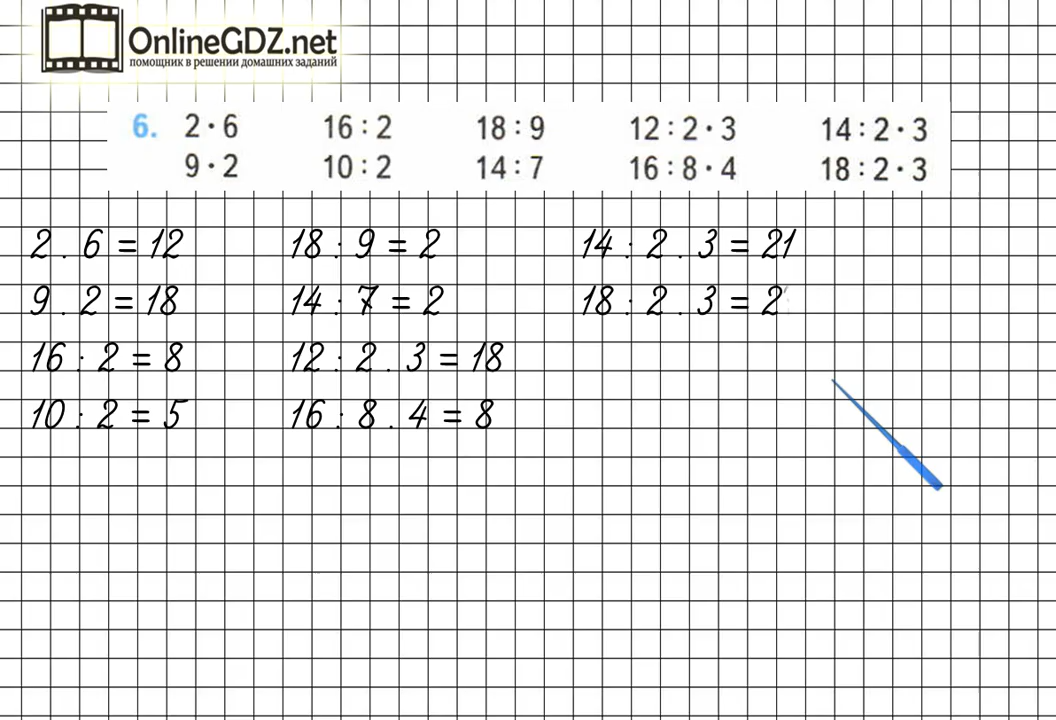 OnlineGDZ.net
помощник в решении домашних заданий
6. 2 · 6 16 : 2 18 : 9 12 : 2 · 3 14 : 2 · 3
9 · 2 10 : 2 14 : 7 16 : 8 · 4 18 : 2 · 3
2 . 6 = 12 18 : 9 = 2 14 : 2 . 3 = 21
9 . 2 = 18 14 : 7 = 2 18 : 2 . 3 = 2
16 : 2 = 8 12 : 2 . 3 = 18
10 : 2 = 5 16 : 8 . 4 = 8